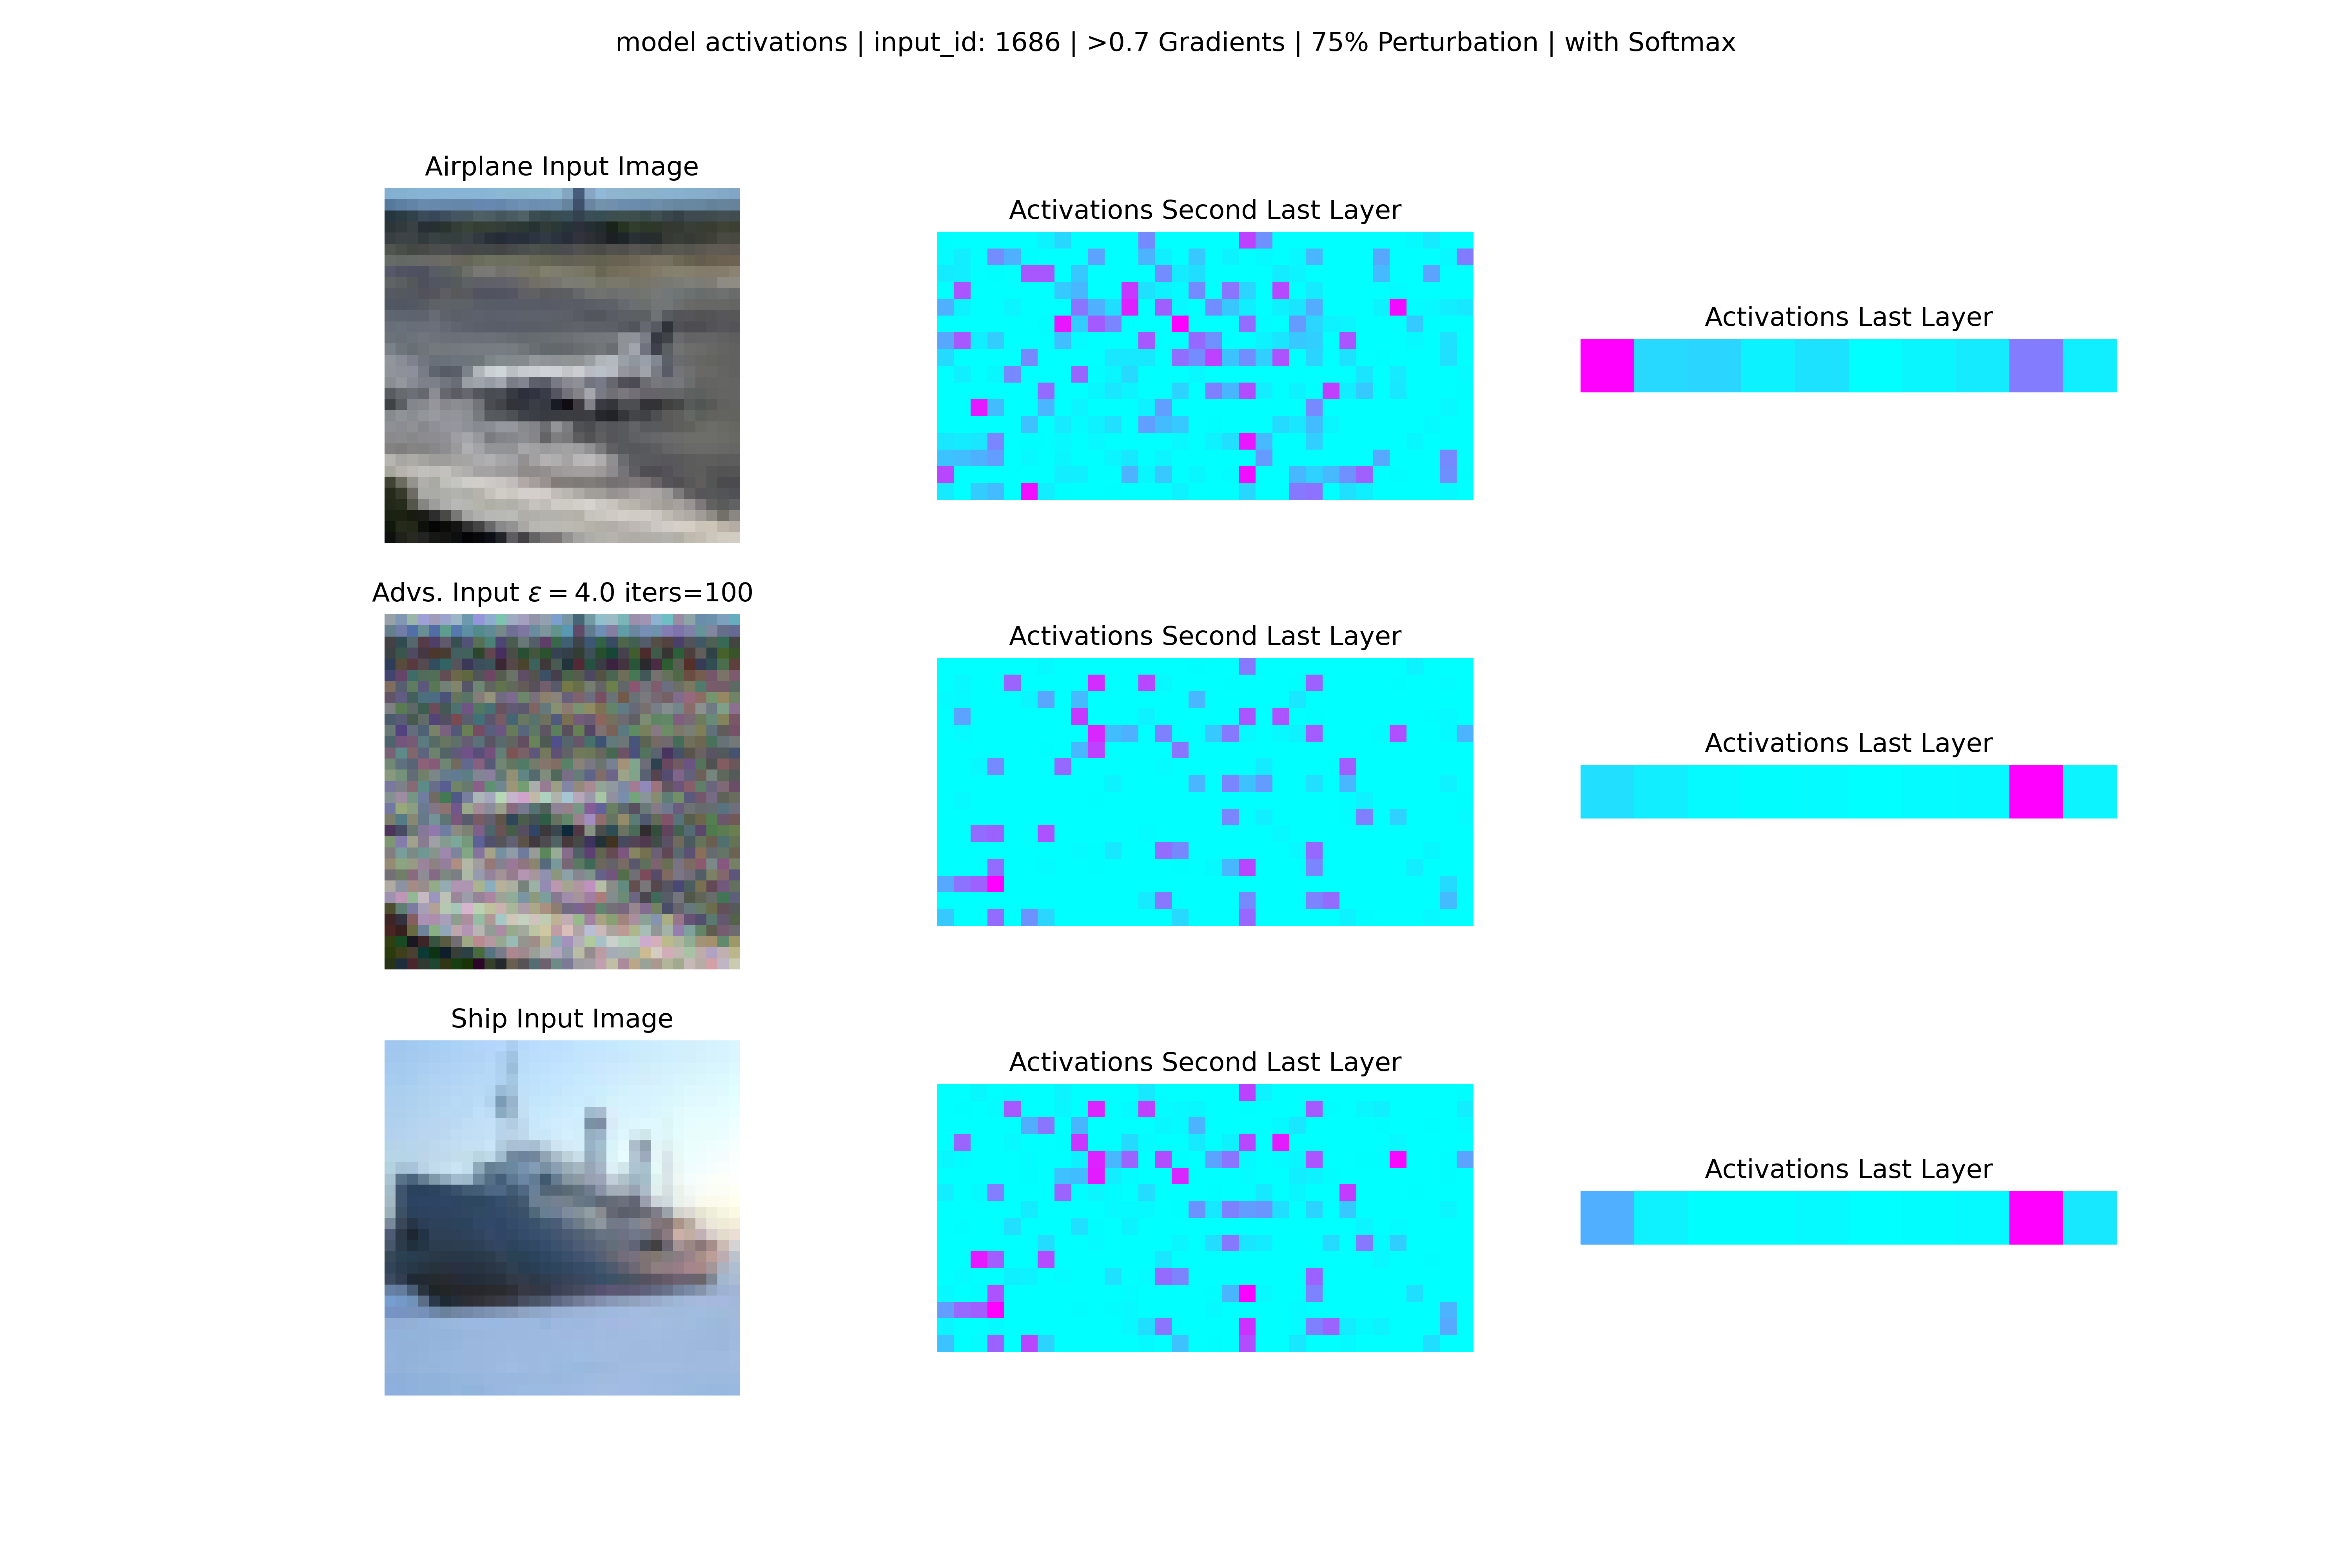 model activations | input_id: 1686 | >0.7 Gradients | 75% Perturbation | with Softmax
Airplane Input Image
Activations Second Last Layer
Activations Last Layer
Advs. Input ε = 4.0 iters=100
Activations Second Last Layer
Activations Last Layer
Ship Input Image
Activations Second Last Layer
Activations Last Layer